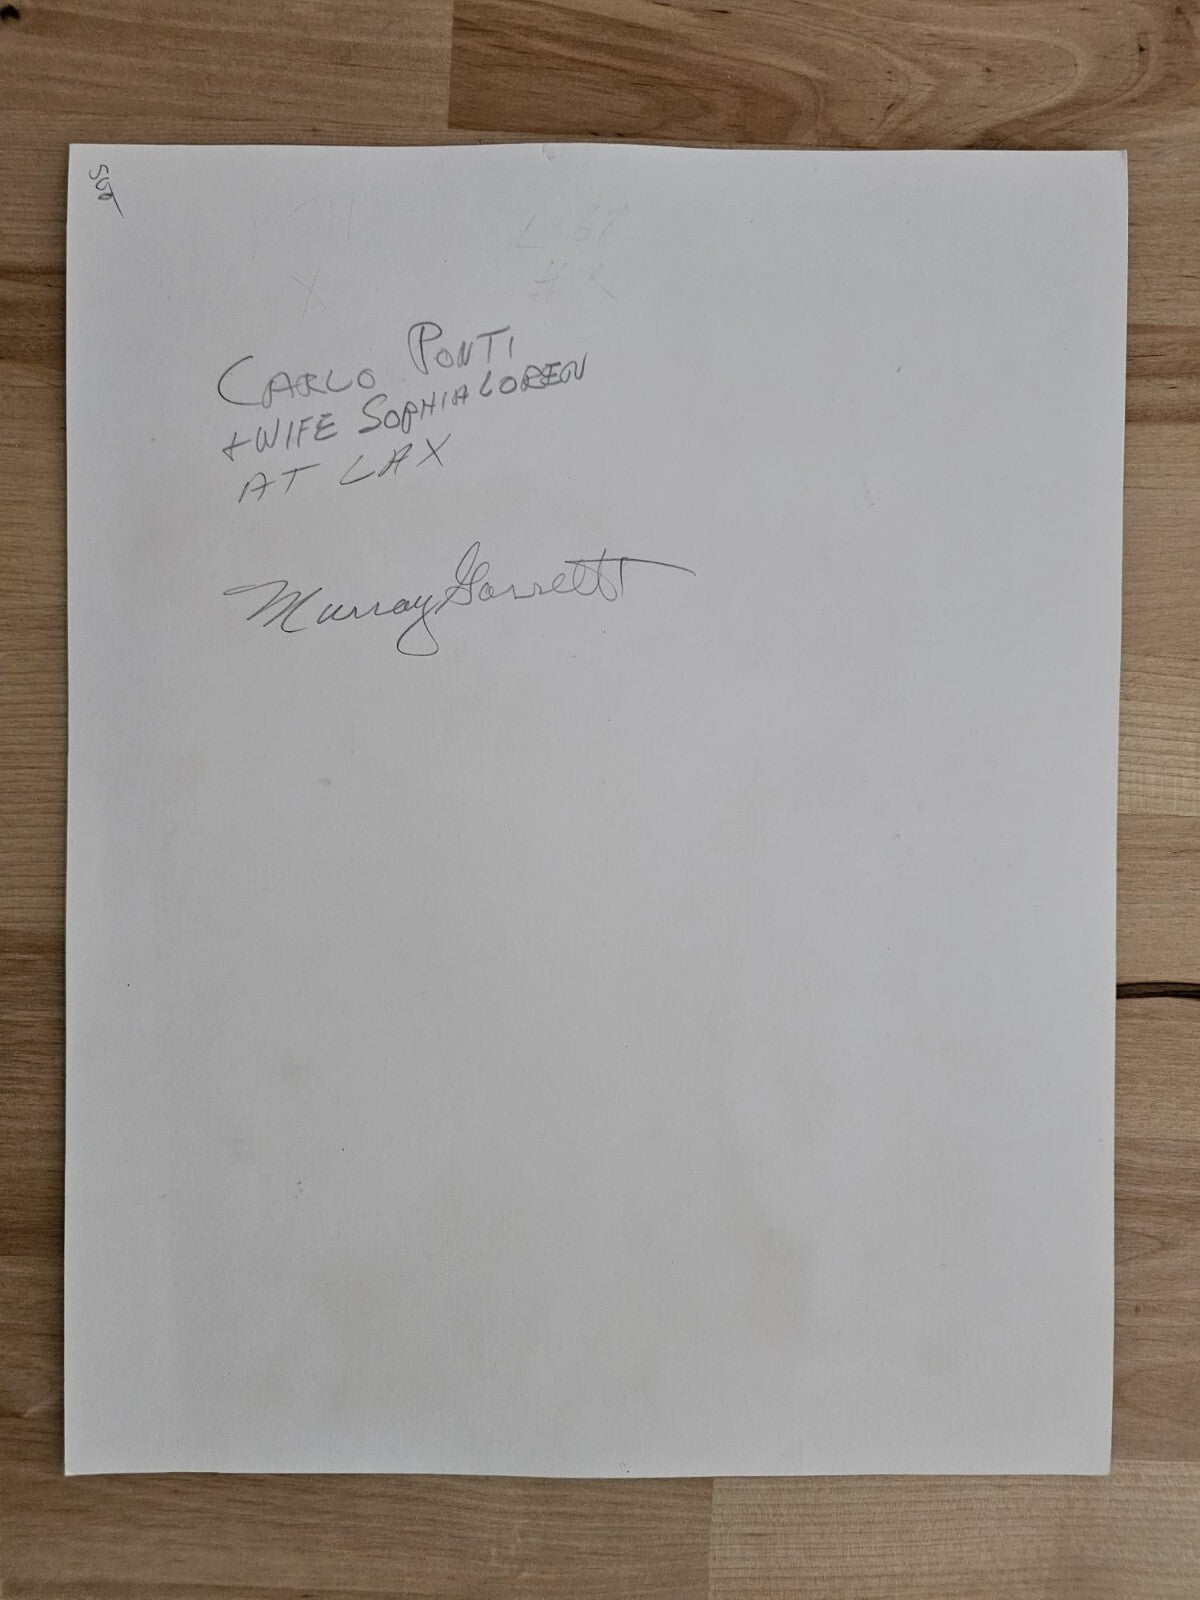 CARLO PONTI
+ WIFE SOPHIA LOREN
AT LAX
Murray Garrett